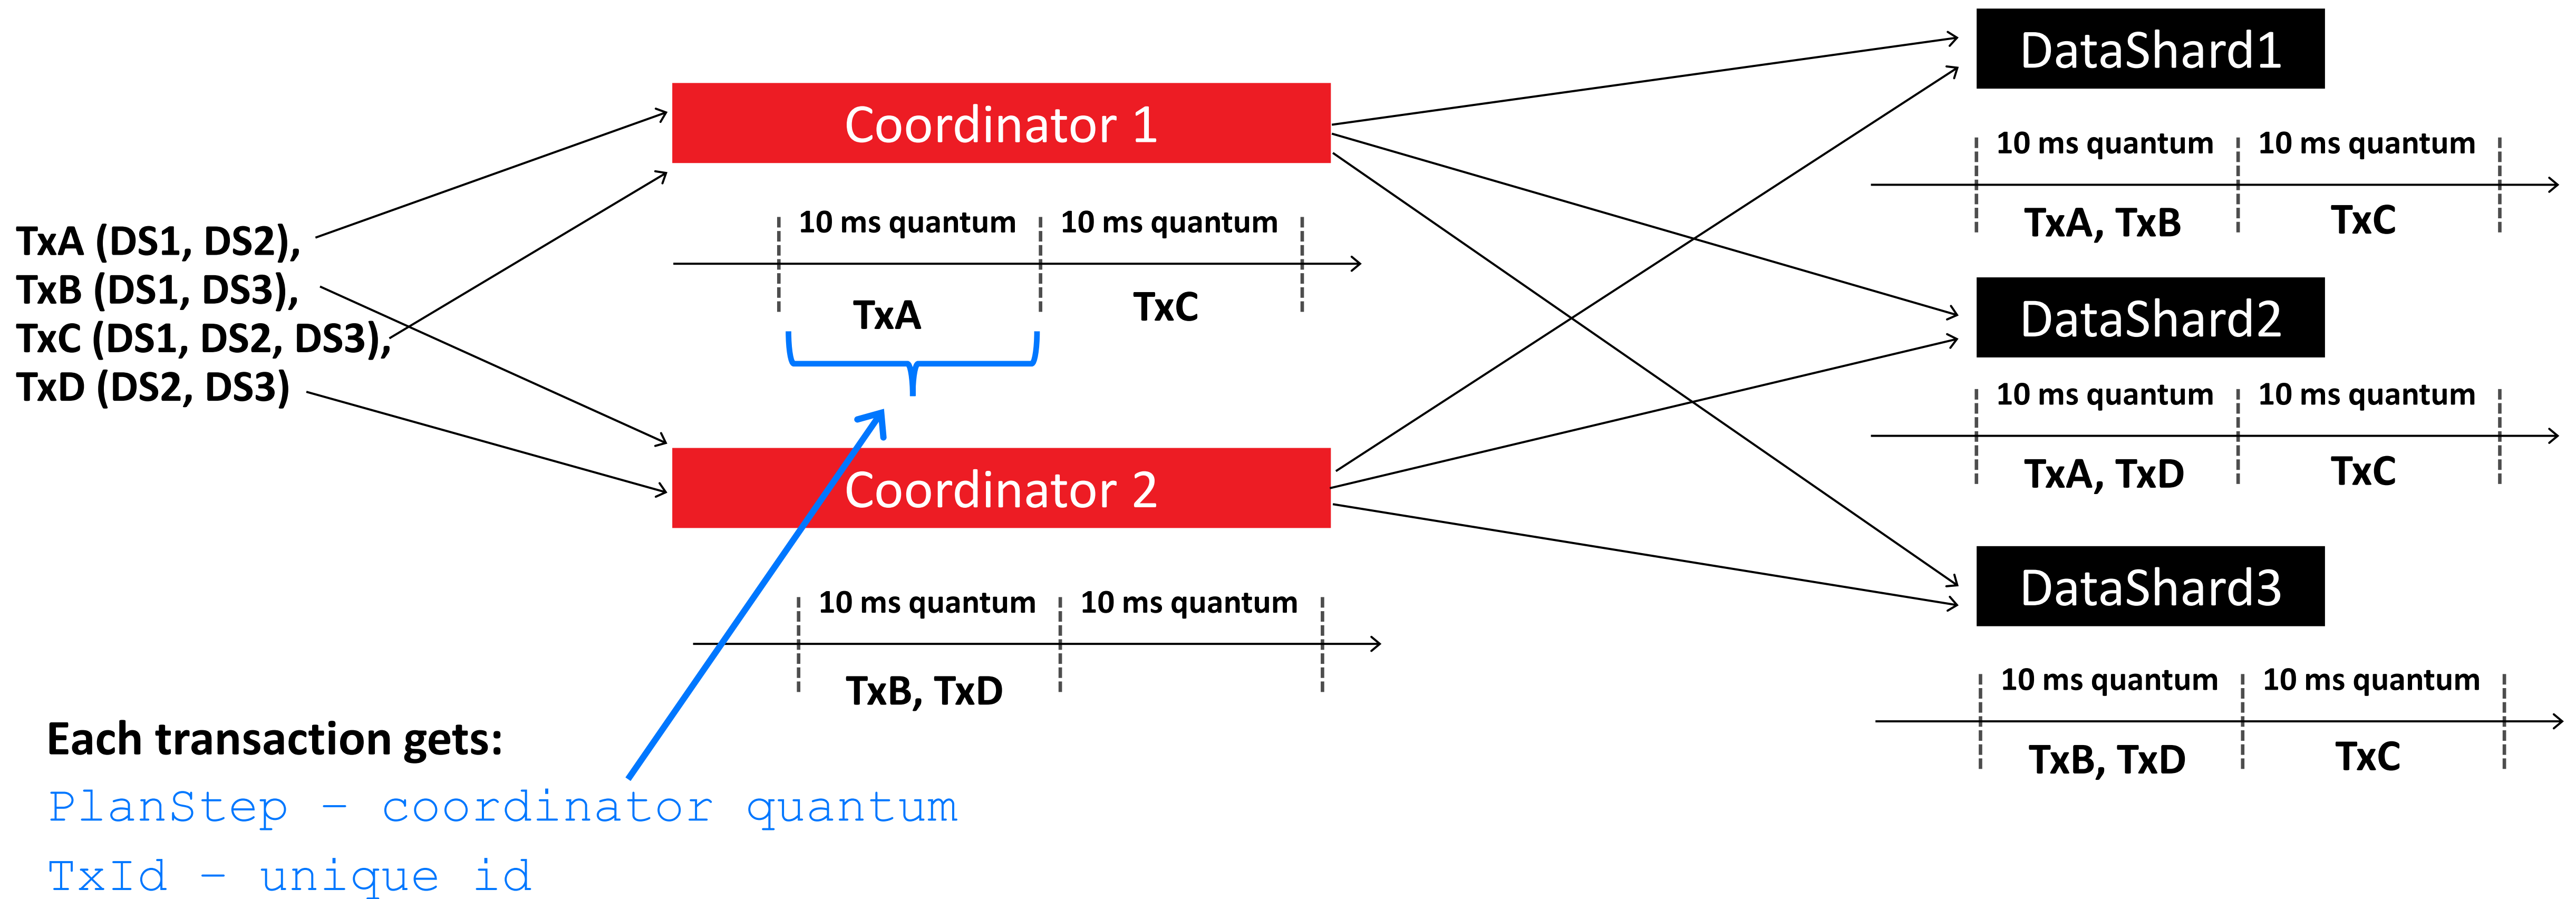 TxA (DS1, DS2),
TxB (DS1, DS3),
TxC (DS1, DS2, DS3),
TxD (DS2, DS3)
Coordinator 1
10 ms quantum 10 ms quantum
TxA TxC
Coordinator 2
10 ms quantum 10 ms quantum
TxB, TxD
Each transaction gets:
PlanStep – coordinator quantum
TxId – unique id
DataShard1
10 ms quantum 10 ms quantum
TxA, TxB TxC
DataShard2
10 ms quantum 10 ms quantum
TxA, TxD TxC
DataShard3
10 ms quantum 10 ms quantum
TxB, TxD TxC